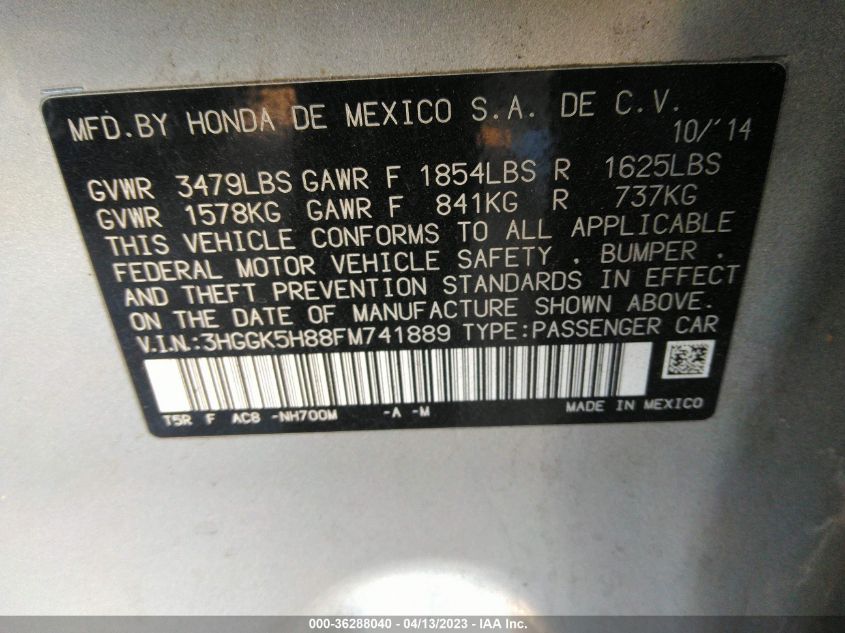 MFD.BY HONDA DE MEXICO S.A. DE C.V.
10/'14
GVWR 3479LBS GAWR F 1854LBS R 1625LBS
GVWR 1578KG GAWR F 841KG R 737KG
THIS VEHICLE CONFORMS TO ALL APPLICABLE
FEDERAL MOTOR VEHICLE SAFETY , BUMPER ,
AND THEFT PREVENTION STANDARDS IN EFFECT
ON THE DATE OF MANUFACTURE SHOWN ABOVE.
V.I.N.:3HGGK5H88FM741889 TYPE:PASSENGER CAR
T5R F AC8 -NH700M -A -M MADE IN MEXICO
000-36288040 - 04/13/2023 - IAA Inc.